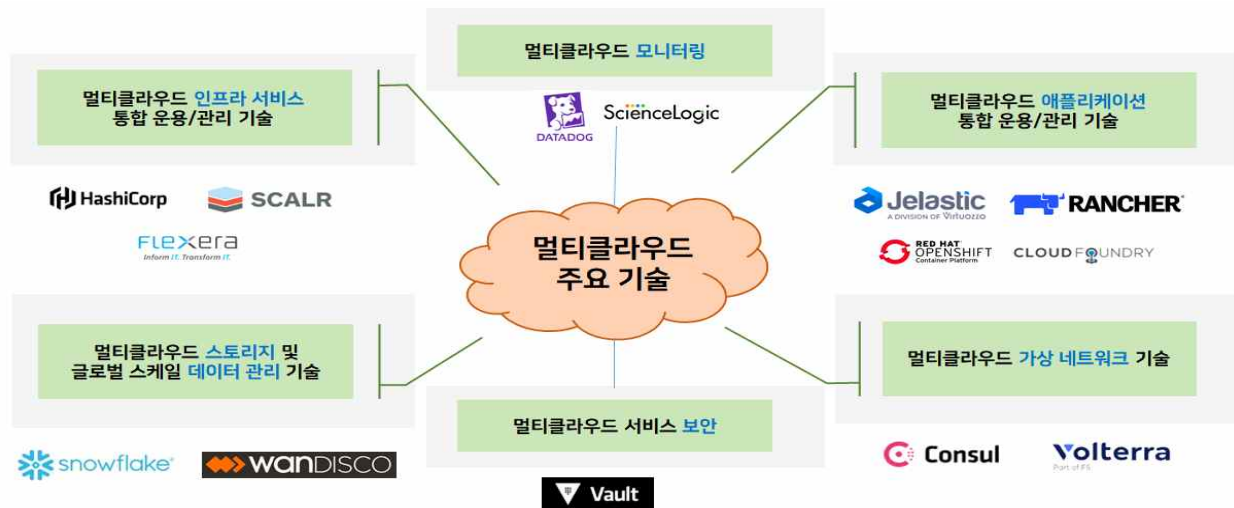 멀티클라우드 모니터링
DATADOG
ScienceLogic
멀티클라우드 인프라 서비스
통합 운용/관리 기술
HashiCorp
SCALR
FLEXERA
Inform IT. Transform IT.
멀티클라우드 애플리케이션
통합 운용/관리 기술
Jelastic
A DIVISION OF Virtuozzo
RANCHER
RED HAT
OPENSHIFT
Container Platform
CLOUD FOUNDRY
멀티클라우드
주요 기술
멀티클라우드 스토리지 및
글로벌 스케일 데이터 관리 기술
snowflake
WANDISCO
멀티클라우드 서비스 보안
Vault
멀티클라우드 가상 네트워크 기술
Consul
Volterra
Part of F5